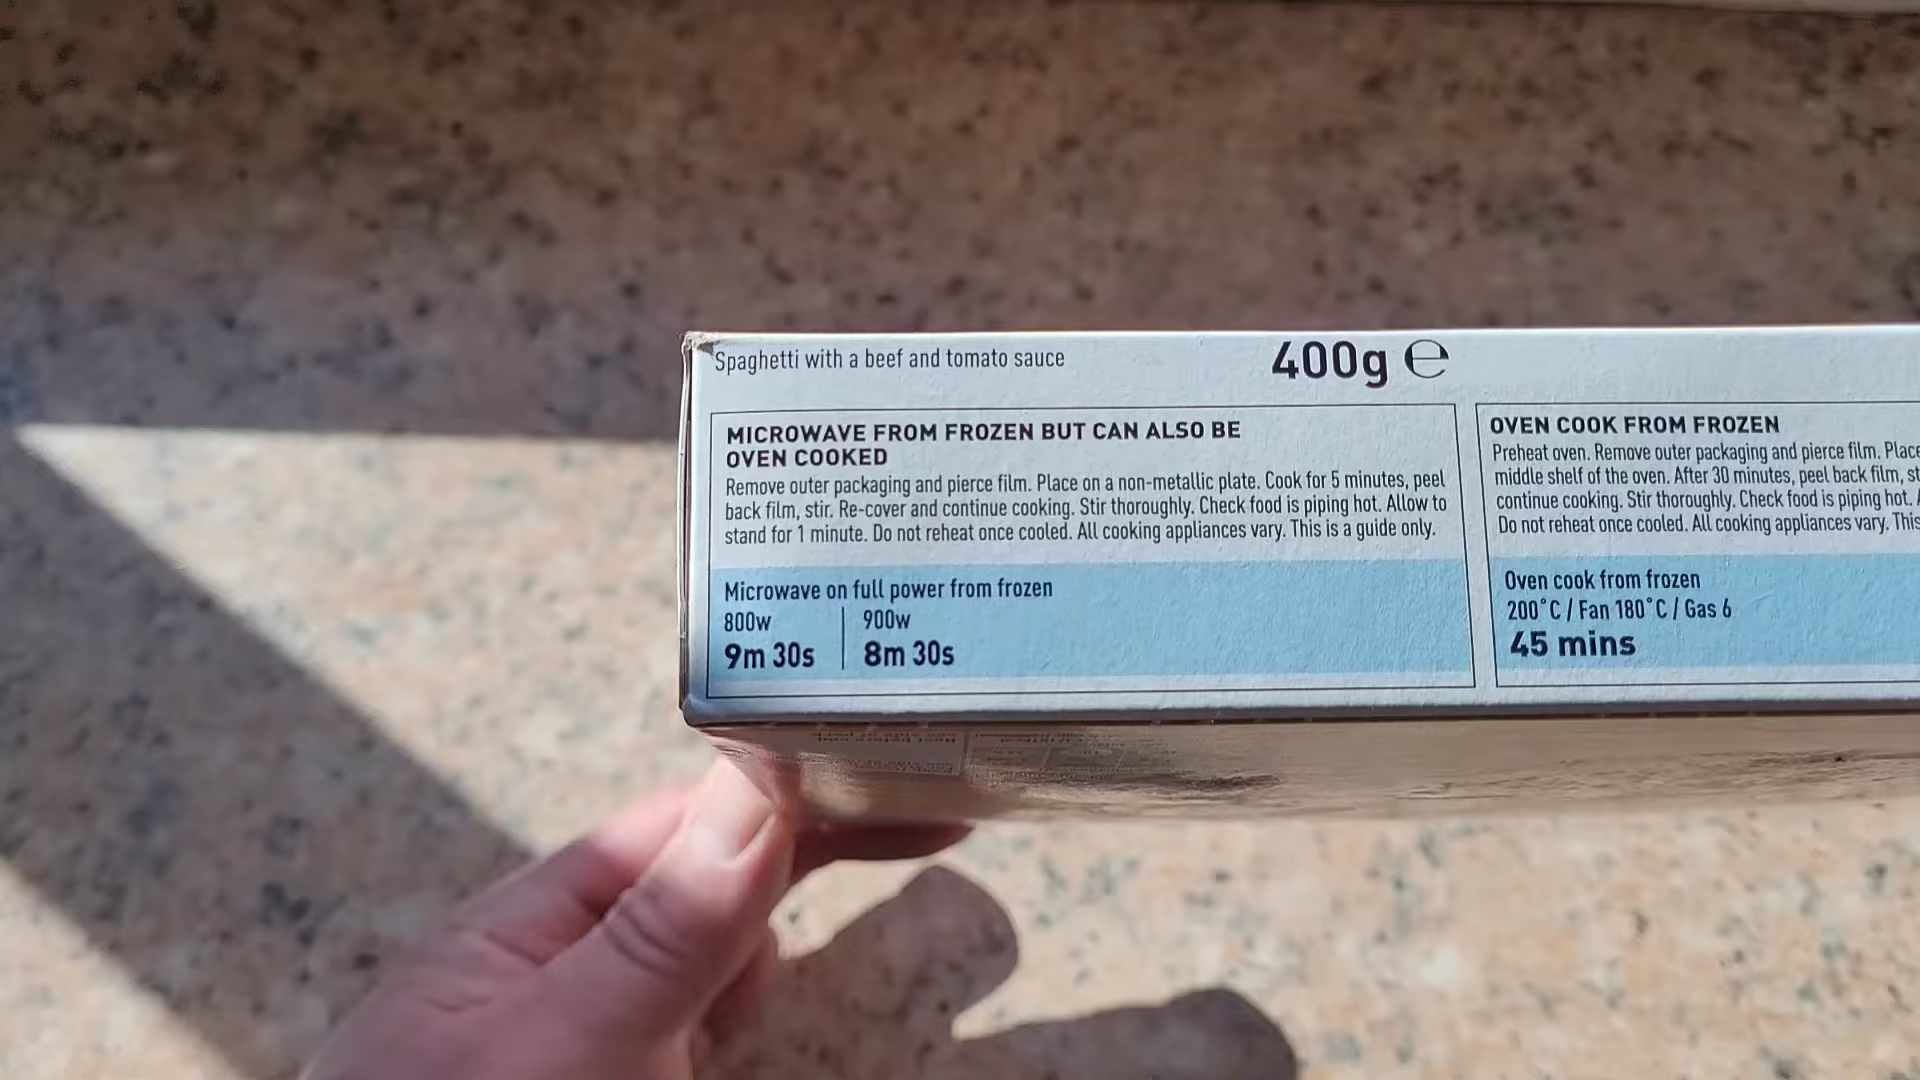 Spaghetti with a beef and tomato sauce
400g ℮
MICROWAVE FROM FROZEN BUT CAN ALSO BE
OVEN COOKED
Remove outer packaging and pierce film. Place on a non-metallic plate. Cook for 5 minutes, peel
back film, stir. Re-cover and continue cooking. Stir thoroughly. Check food is piping hot. Allow to
stand for 1 minute. Do not reheat once cooled. All cooking appliances vary. This is a guide only.
Microwave on full power from frozen
800w
900w
9m 30s
8m 30s
OVEN COOK FROM FROZEN
Preheat oven. Remove outer packaging and pierce film. Place
middle shelf of the oven. After 30 minutes, peel back film,
continue cooking. Stir thoroughly. Check food is piping hot.
Do not reheat once cooled. All cooking appliances vary. This
Oven cook from frozen
200°C / Fan 180°C / Gas 6
45 mins